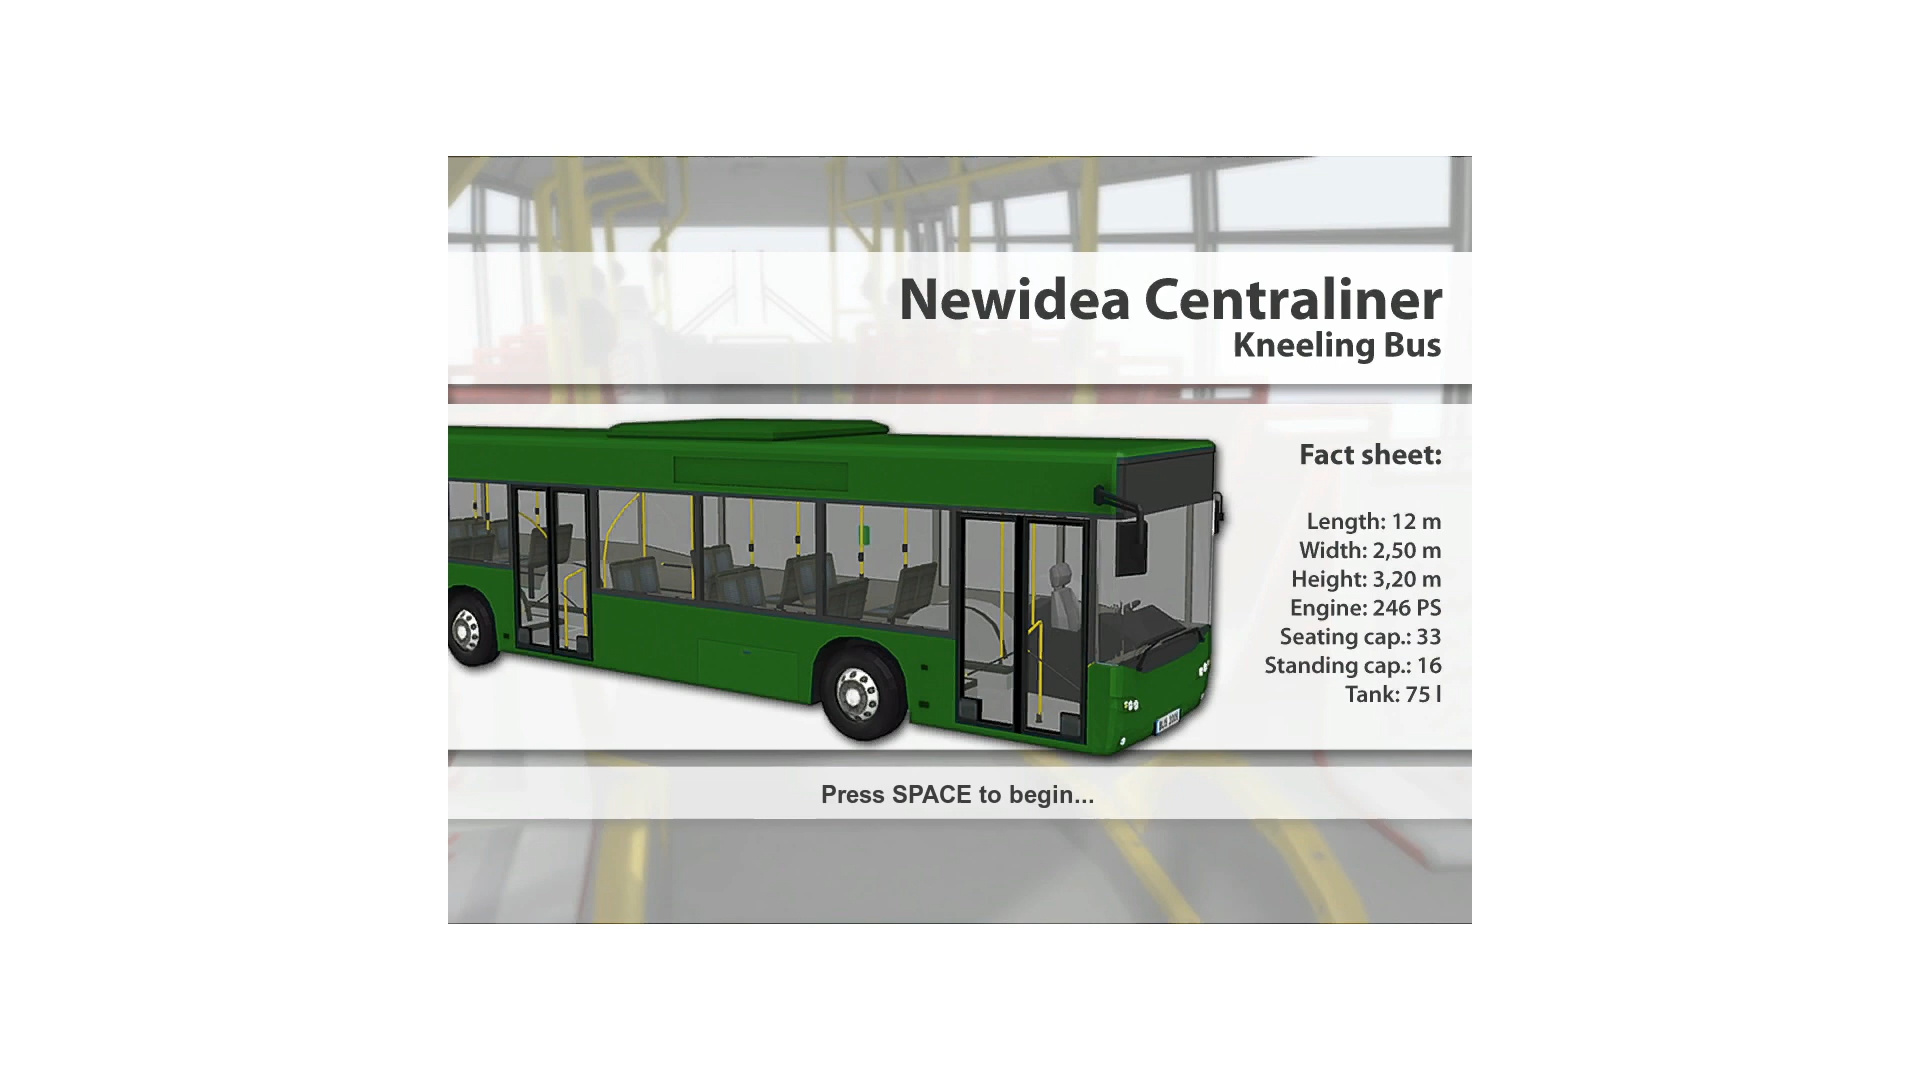 Newidea Centraliner
Kneeling Bus
Fact sheet:
Length: 12 m
Width: 2,50 m
Height: 3,20 m
Engine: 246 PS
Seating cap.: 33
Standing cap.: 16
Tank: 75 l
Press SPACE to begin...